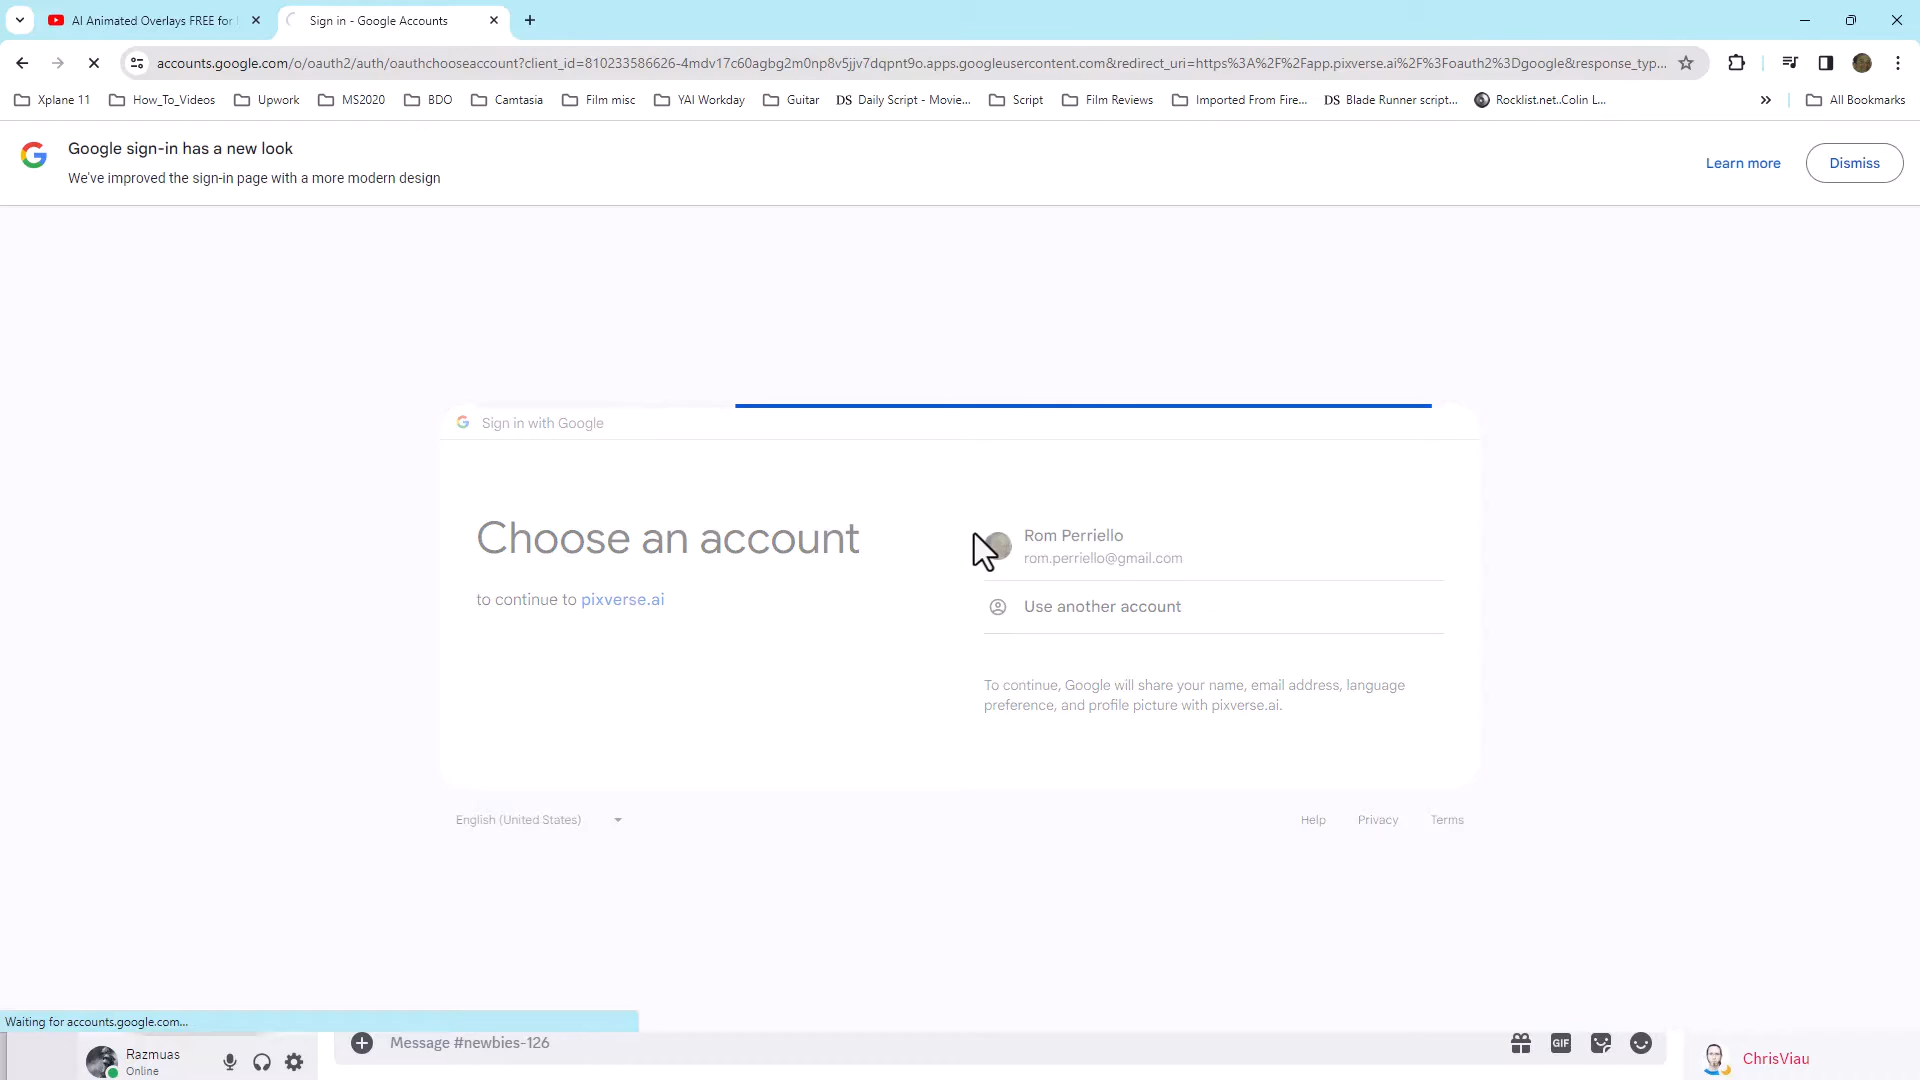 AI Animated Overlays FREE for
Sign in - Google Accounts
accounts.google.com/o/oauth2/auth/oauthchooseaccount?client_id=810233586626-4mdv17c60agbg2m0np8v5jjv7dqpnt9o.apps.googleusercontent.com&redirect_uri=https%3A%2F%2Fapp.pixverse.ai%2F%3Foauth2%3Dgoogle&response_typ...
Xplane 11
How_To_Videos
Upwork
MS2020
BDO
Camtasia
Film misc
YAI Workday
Guitar
DS Daily Script - Movie...
Script
Film Reviews
Imported From Fire...
DS Blade Runner script...
Rocklist.net..Colin L...
All Bookmarks
Google sign-in has a new look
We've improved the sign-in page with a more modern design
Learn more
Dismiss
Sign in with Google
Choose an account
to continue to pixverse.ai
Rom Perriello
rom.perriello@gmail.com
Use another account
To continue, Google will share your name, email address, language
preference, and profile picture with pixverse.ai.
English (United States)
Help
Privacy
Terms
Waiting for accounts.google.com...
Razmuas
Online
Message #newbies-126
GIF
ChrisViau